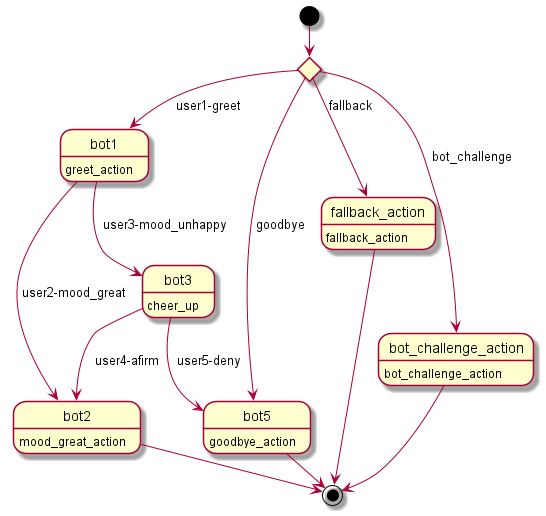 user1-greet
fallback
bot_challenge
bot1
greet_action
user3-mood_unhappy
goodbye
fallback_action
fallback_action
bot3
cheer_up
user2-mood_great
user4-afirm
user5-deny
bot_challenge_action
bot_challenge_action
bot2
mood_great_action
bot5
goodbye_action